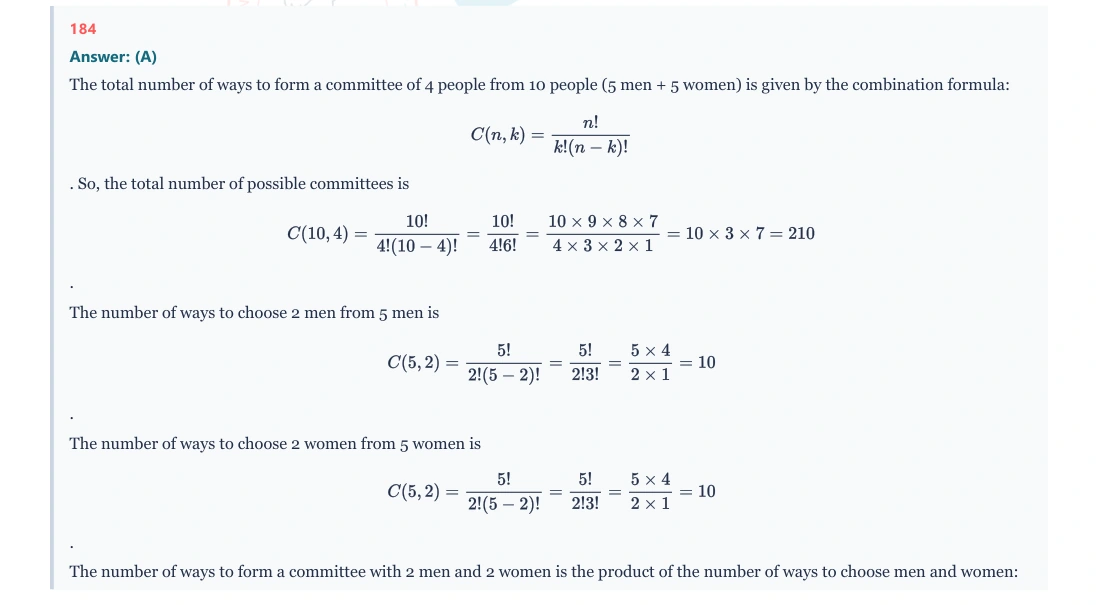 184
Answer: (A)
The total number of ways to form a committee of 4 people from 10 people (5 men + 5 women) is given by the combination formula:
C(n, k) = n! / k!(n − k)!
. So, the total number of possible committees is
C(10, 4) = 10! / 4!(10 − 4)! = 10! / 4!6! = 10 × 9 × 8 × 7 / 4 × 3 × 2 × 1 = 10 × 3 × 7 = 210
.
The number of ways to choose 2 men from 5 men is
C(5, 2) = 5! / 2!(5 − 2)! = 5! / 2!3! = 5 × 4 / 2 × 1 = 10
.
The number of ways to choose 2 women from 5 women is
C(5, 2) = 5! / 2!(5 − 2)! = 5! / 2!3! = 5 × 4 / 2 × 1 = 10
.
The number of ways to form a committee with 2 men and 2 women is the product of the number of ways to choose men and women: